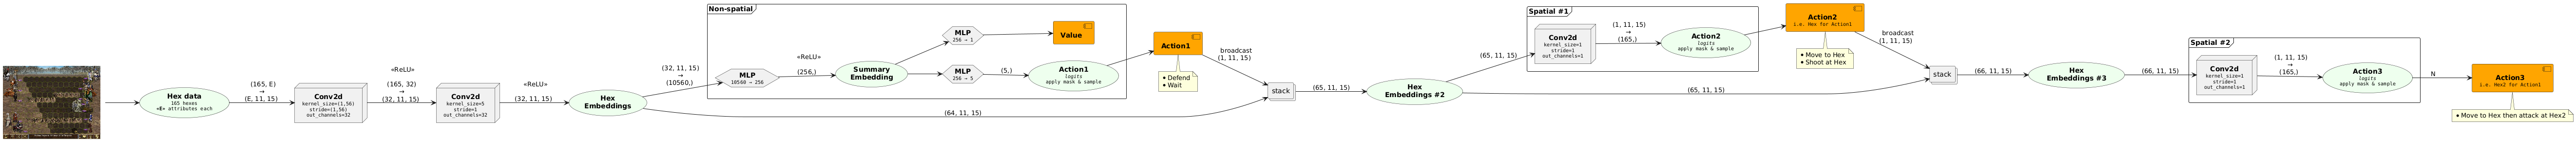 Hex data
165 hexes
«E» attributes each
(165, E)
→
(E, 11, 15)
Conv2d
kernel_size=(1,56)
stride=(1,56)
out_channels=32
«ReLU»
(165, 32)
→
(32, 11, 15)
Conv2d
kernel_size=5
stride=1
out_channels=32
«ReLU»
(32, 11, 15)
Hex
Embeddings
(32, 11, 15)
→
(10560,)
Non-spatial
MLP
10560 → 256
«ReLU»
(256,)
Summary
Embedding
MLP
256 → 1
Value
MLP
256 → 5
(5,)
Action1
logits
apply mask & sample
Action1
• Defend
• Wait
broadcast
(1, 11, 15)
(64, 11, 15)
stack
(65, 11, 15)
Hex
Embeddings #2
(65, 11, 15)
(65, 11, 15)
Spatial #1
Conv2d
kernel_size=1
stride=1
out_channels=1
(1, 11, 15)
→
(165,)
Action2
logits
apply mask & sample
Action2
i.e. Hex for Action1
• Move to Hex
• Shoot at Hex
broadcast
(1, 11, 15)
stack
(66, 11, 15)
Hex
Embeddings #3
(66, 11, 15)
Spatial #2
Conv2d
kernel_size=1
stride=1
out_channels=1
(1, 11, 15)
→
(165,)
Action3
logits
apply mask & sample
N
Action3
i.e. Hex2 for Action1
• Move to Hex then attack at Hex2